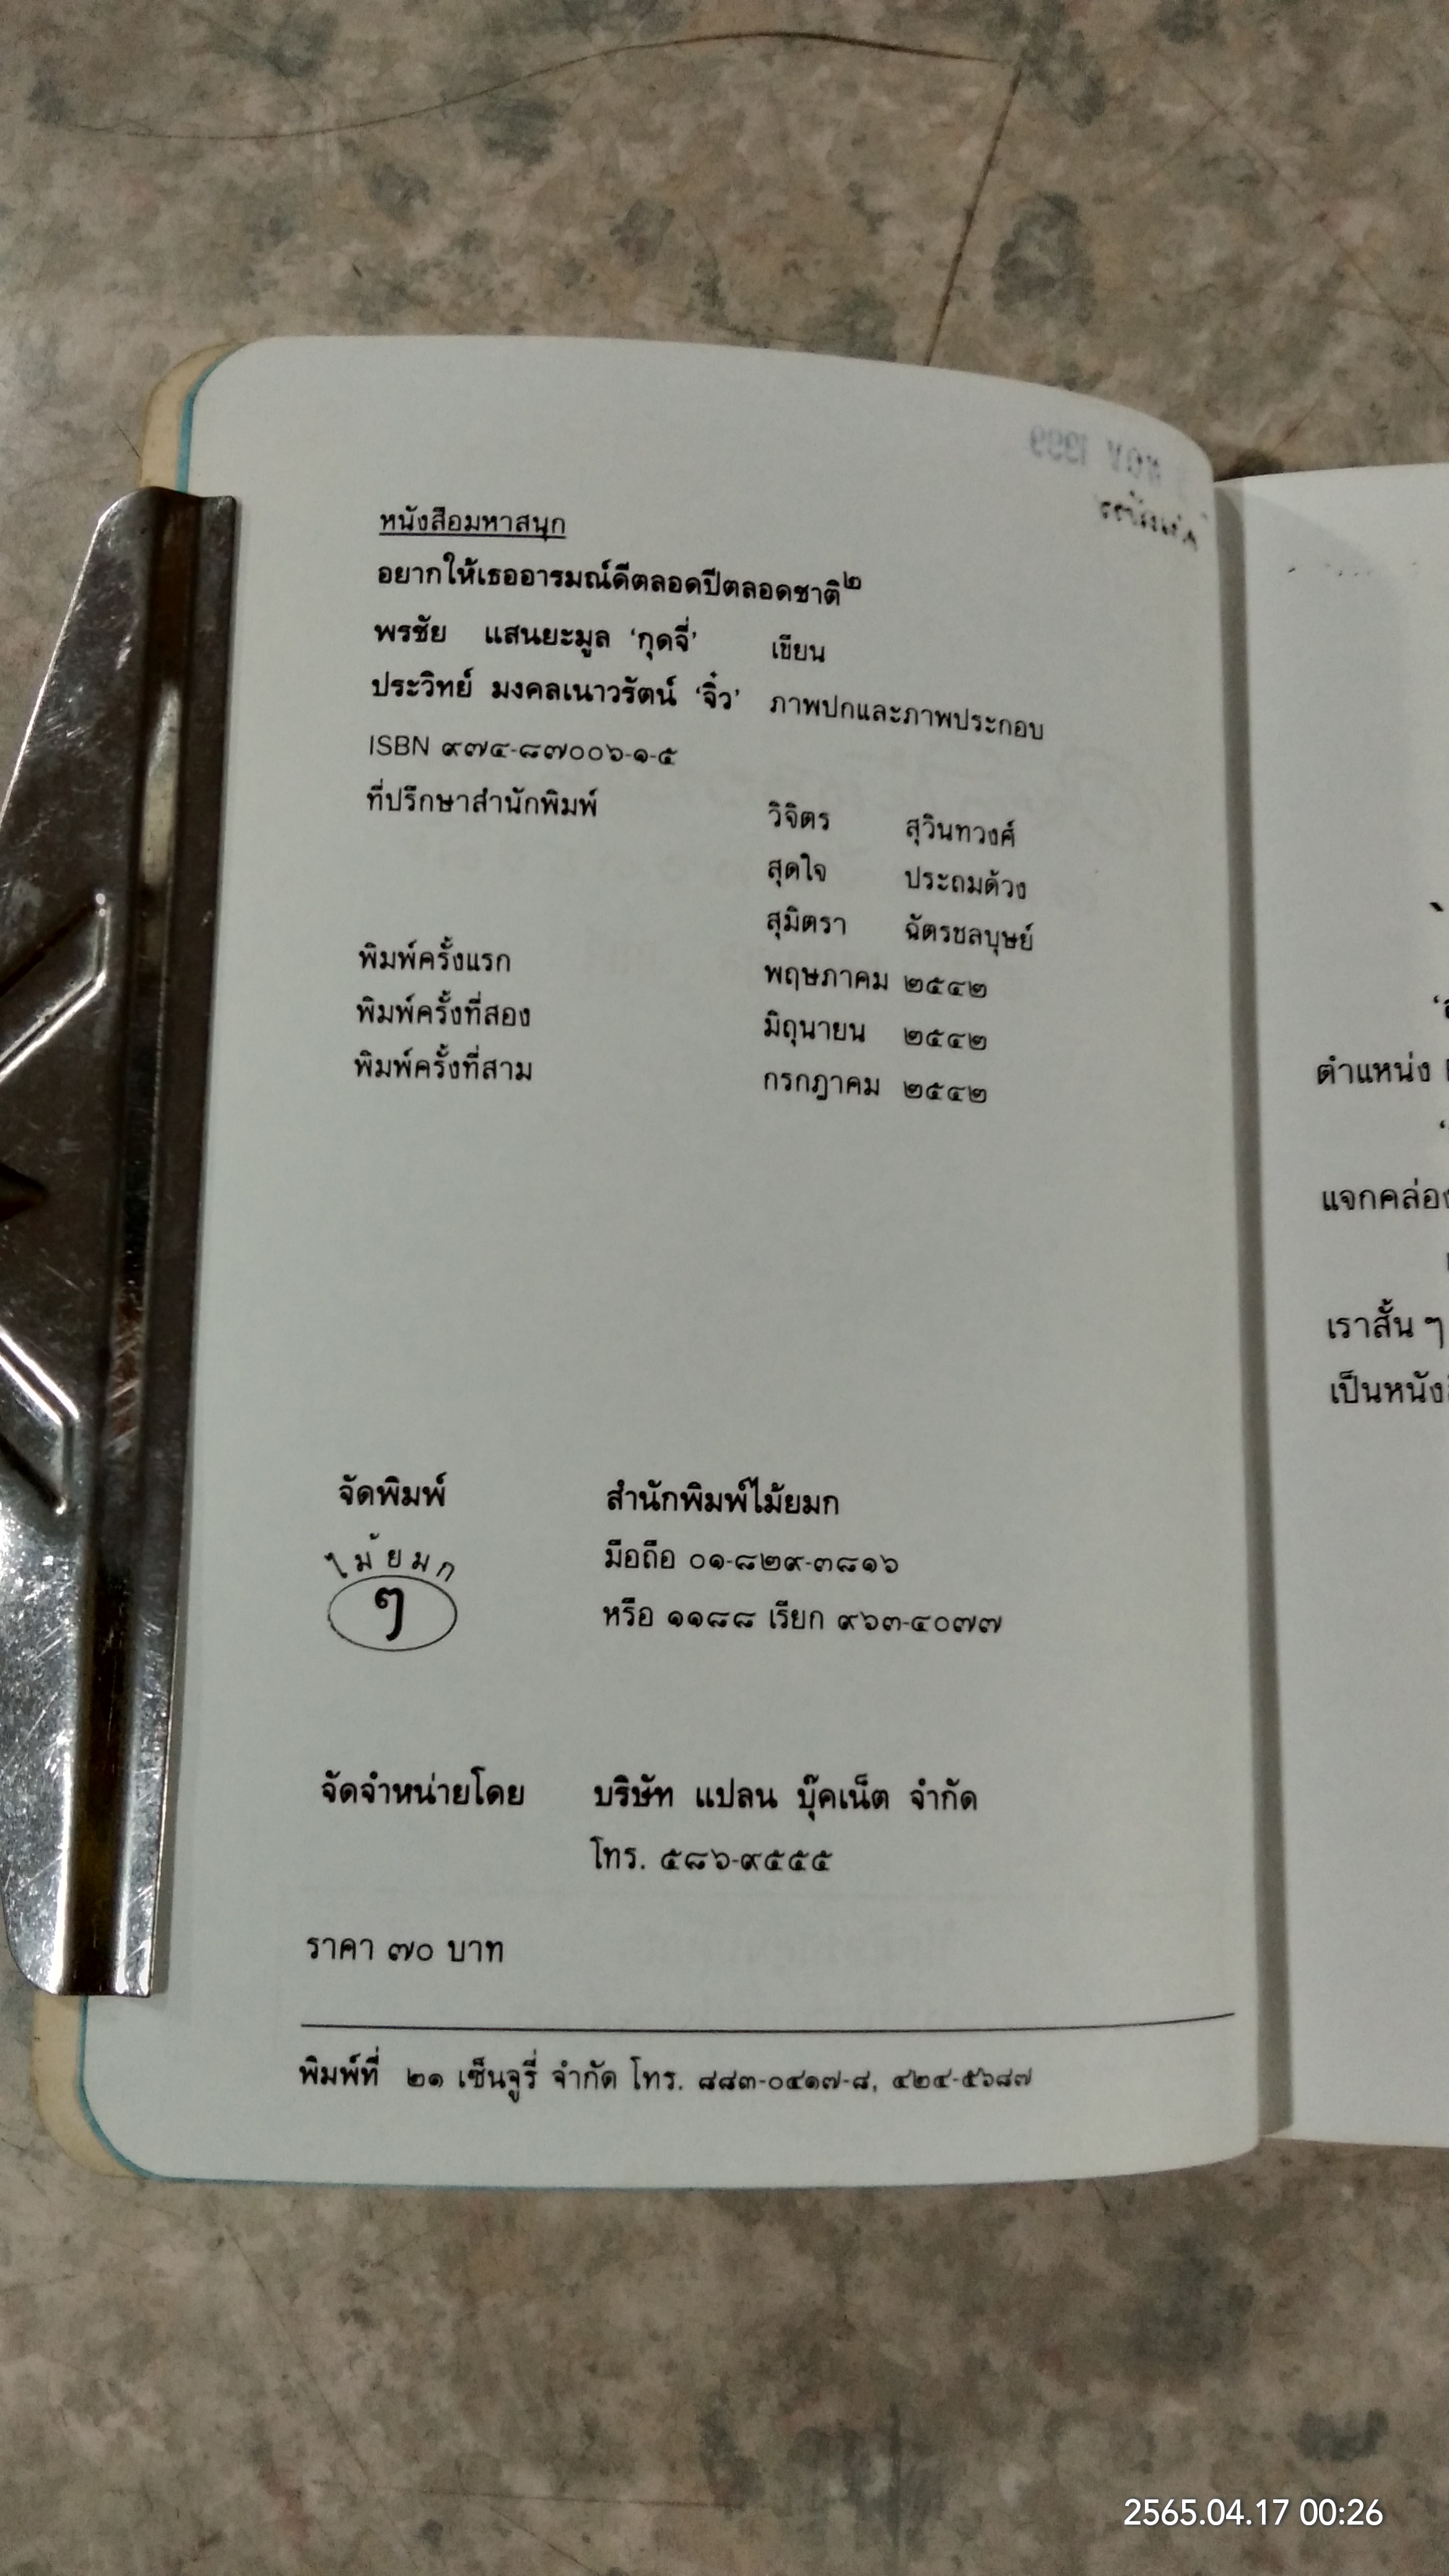 หนังสือมหาสนุก
อยากให้เธออารมณ์ดีตลอดปีตลอดชาติ๒
พรชัย แสนยะมูล ‘กุดจี่’ เขียน
ประวิทย์ มงคลเนาวรัตน์ ‘จิ๋ว’ ภาพปกและภาพประกอบ
ISBN ๙๗๔-๘๗๐๐๖-๑-๕
ที่ปรึกษาสำนักพิมพ์ วิจิตร สุวินทวงศ์
สุดใจ ประถมด้วง
สุมิตรา ฉัตรชลบุษย์
พิมพ์ครั้งแรก พฤษภาคม ๒๕๔๒
พิมพ์ครั้งที่สอง มิถุนายน ๒๕๔๒
พิมพ์ครั้งที่สาม กรกฎาคม ๒๕๔๒
จัดพิมพ์ สำนักพิมพ์ไม้ยมก
ไม้ยมก
ๆ
มือถือ ๐๑-๘๒๙-๓๘๑๖
หรือ ๑๑๘๘ เรียก ๙๖๓-๔๐๗๗
จัดจำหน่ายโดย บริษัท แปลน บุ๊คเน็ต จำกัด
โทร. ๕๘๖-๙๕๕๕
ราคา ๗๐ บาท
พิมพ์ที่ ๒๑ เซ็นจูรี่ จำกัด โทร. ๘๘๓-๐๔๑๗-๘, ๔๒๔-๕๖๘๗
ตำแหน่ง
แจกคล่อง
เราสั้น ๆ
2565.04.17 00:26